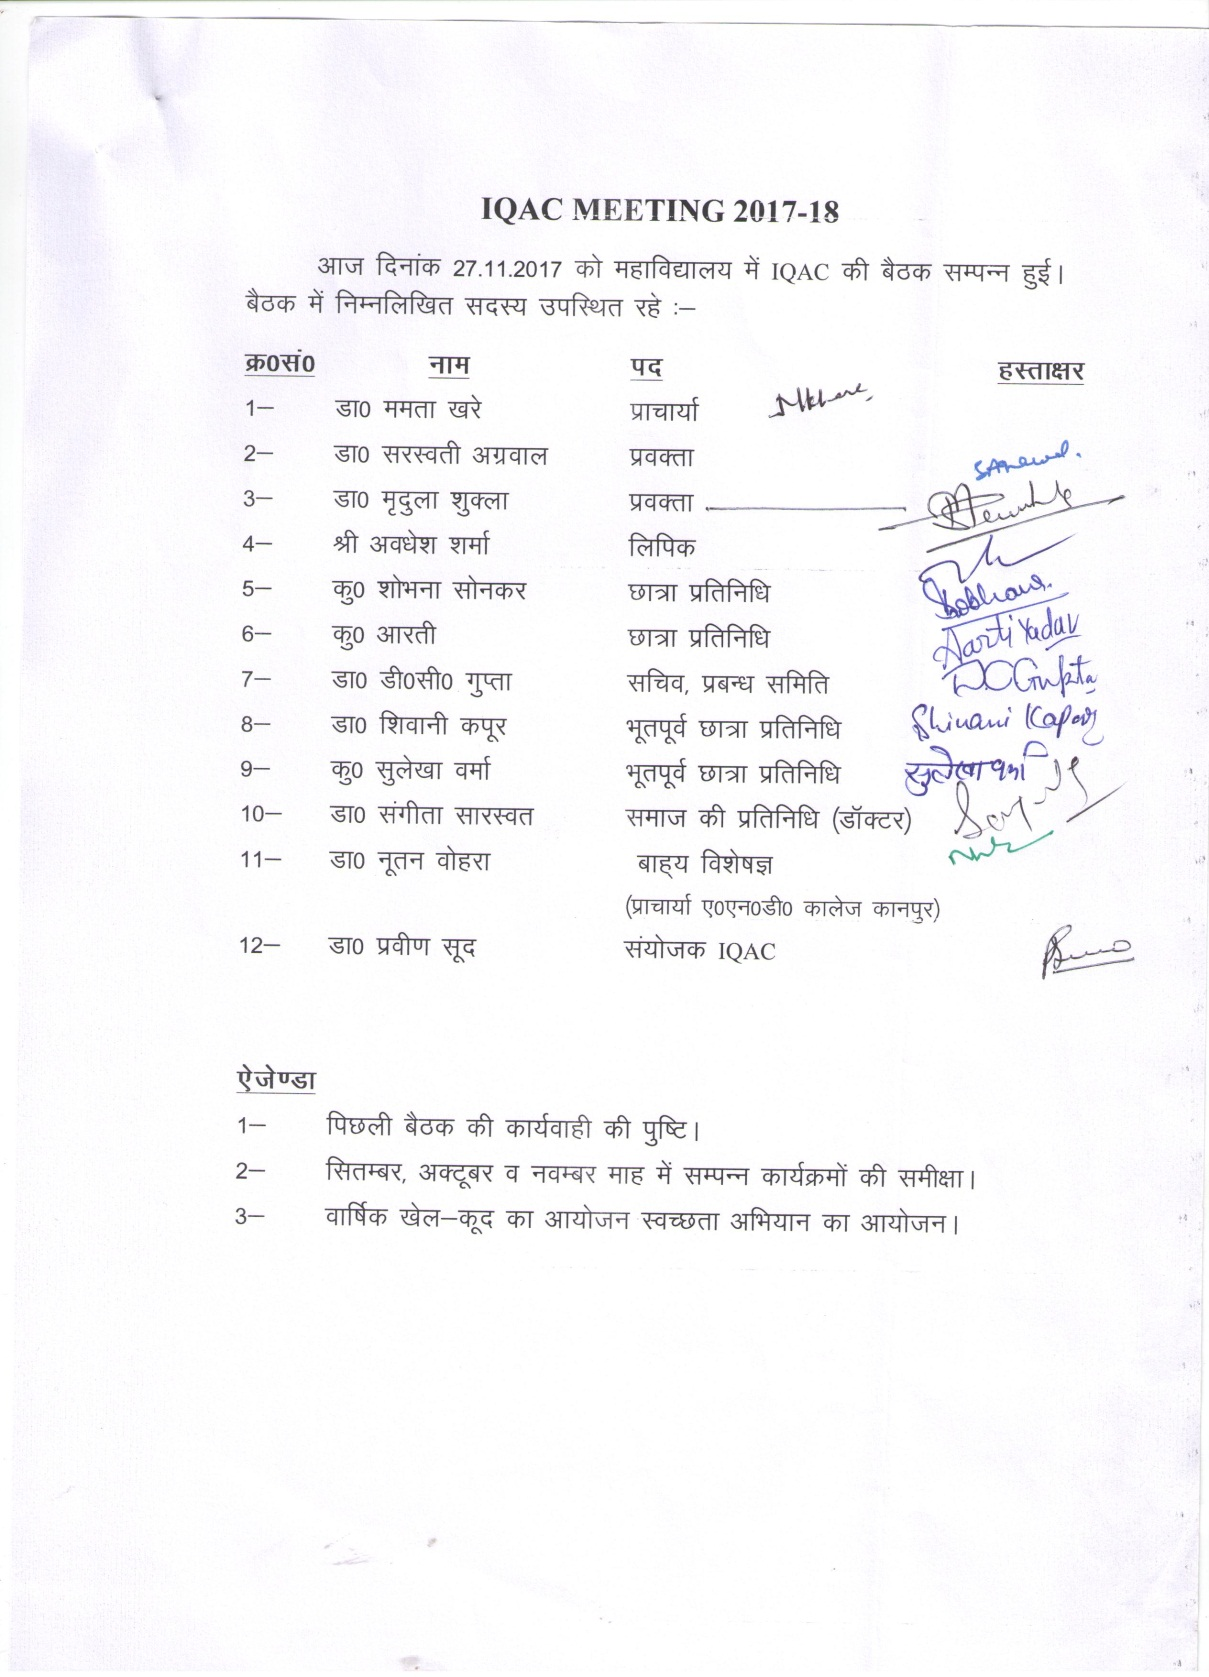 IQAC MEETING 2017-18
आज दिनांक 27.11.2017 को महाविद्यालय में IQAC की बैठक सम्पन्न हुई।
बैठक में निम्नलिखित सदस्य उपस्थित रहे :–
क्र0सं0 नाम पद हस्ताक्षर
1– डा0 ममता खरे प्राचार्या Mkhare
2– डा0 सरस्वती अग्रवाल प्रवक्ता
3– डा0 मृदुला शुक्ला प्रवक्ता
4– श्री अवधेश शर्मा लिपिक
5– कु0 शोभना सोनकर छात्रा प्रतिनिधि Shobhana
6– कु0 आरती छात्रा प्रतिनिधि Aarti Yadav
7– डा0 डी0सी0 गुप्ता सचिव, प्रबन्ध समिति DC Gupta
8– डा0 शिवानी कपूर भूतपूर्व छात्रा प्रतिनिधि Shivani Kapoor
9– कु0 सुलेखा वर्मा भूतपूर्व छात्रा प्रतिनिधि सुलेखा वर्मा
10– डा0 संगीता सारस्वत समाज की प्रतिनिधि (डॉक्टर)
11– डा0 नूतन वोहरा बाह्य विशेषज्ञ
(प्राचार्या ए0एन0डी0 कालेज कानपुर)
12– डा0 प्रवीण सूद संयोजक IQAC
ऐजेण्डा
1– पिछली बैठक की कार्यवाही की पुष्टि।
2– सितम्बर, अक्टूबर व नवम्बर माह में सम्पन्न कार्यक्रमों की समीक्षा।
3– वार्षिक खेल–कूद का आयोजन स्वच्छता अभियान का आयोजन।